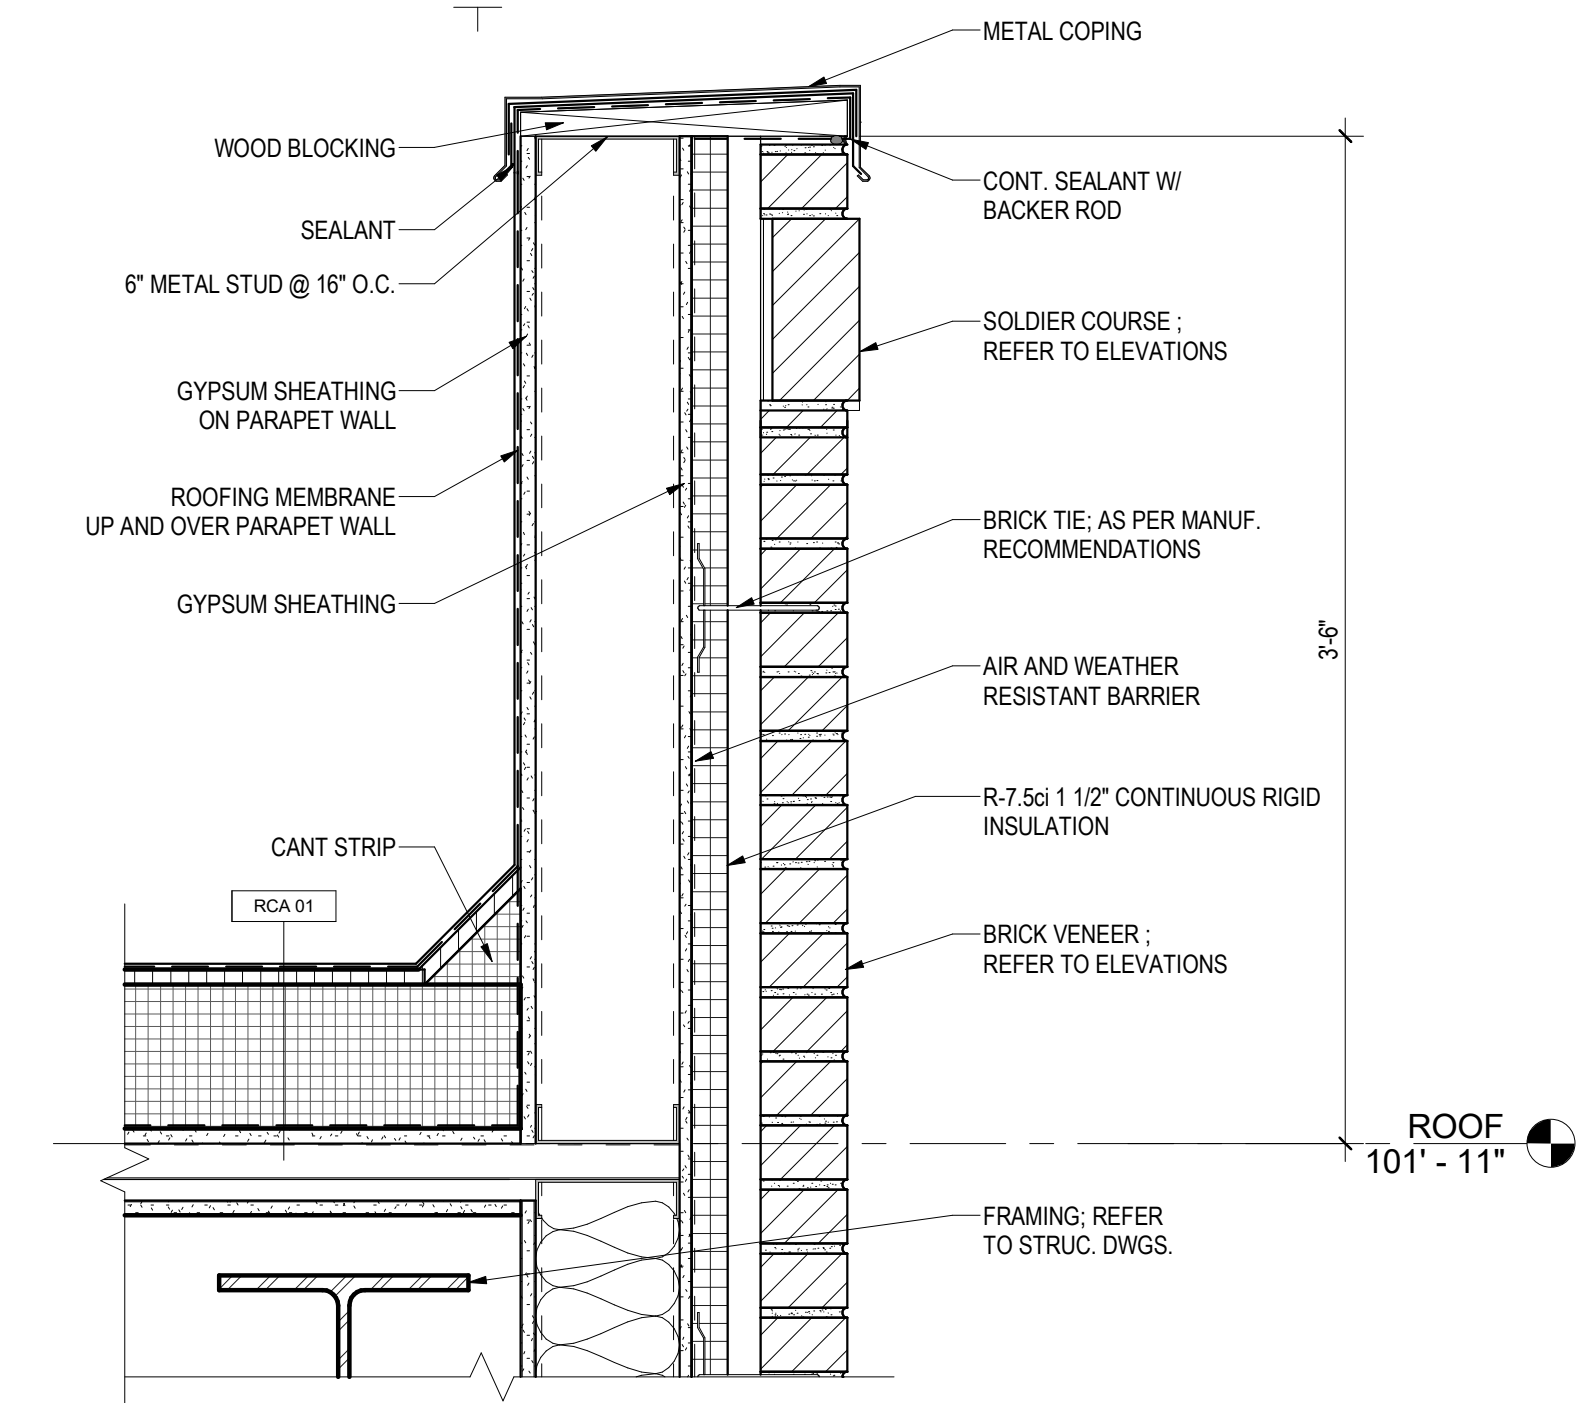 METAL COPING
WOOD BLOCKING
SEALANT
6" METAL STUD @ 16" O.C.
GYPSUM SHEATHING
ON PARAPET WALL
ROOFING MEMBRANE
UP AND OVER PARAPET WALL
GYPSUM SHEATHING
CANT STRIP
RCA 01
CONT. SEALANT W/
BACKER ROD
SOLDIER COURSE ;
REFER TO ELEVATIONS
BRICK TIE; AS PER MANUF.
RECOMMENDATIONS
AIR AND WEATHER
RESISTANT BARRIER
R-7.5ci 1 1/2" CONTINUOUS RIGID
INSULATION
BRICK VENEER ;
REFER TO ELEVATIONS
FRAMING; REFER
TO STRUC. DWGS.
3'-6"
ROOF
101' - 11"